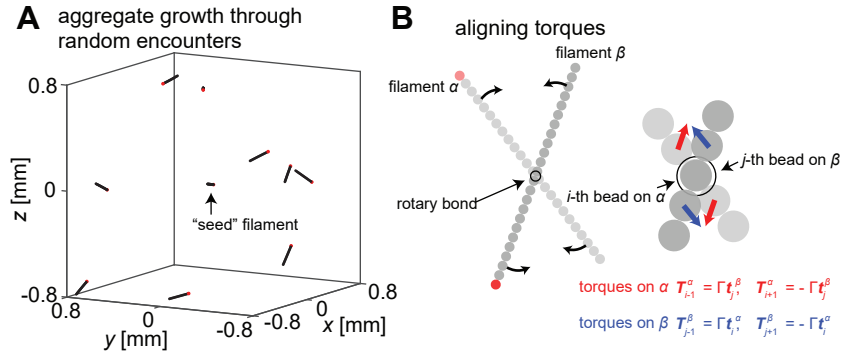 A
aggregate growth through
random encounters
0.8
0
-0.8
z [mm]
"seed" filament
0.8
0
-0.8
y [mm]
-0.8
0
0.8
x [mm]
B
aligning torques
filament β
filament α
rotary bond
j-th bead on β
i-th bead on α
torques on α T^α_{i-1} = Γt^β_j; T^α_{i+1} = - Γt^β_j
torques on β T^β_{j-1} = Γt^α_i; T^β_{j+1} = - Γt^α_i